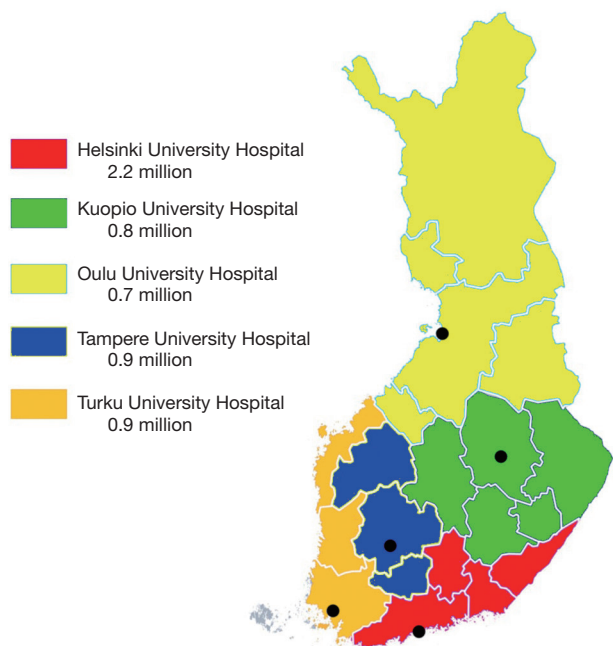 Helsinki University Hospital
2.2 million
Kuopio University Hospital
0.8 million
Oulu University Hospital
0.7 million
Tampere University Hospital
0.9 million
Turku University Hospital
0.9 million